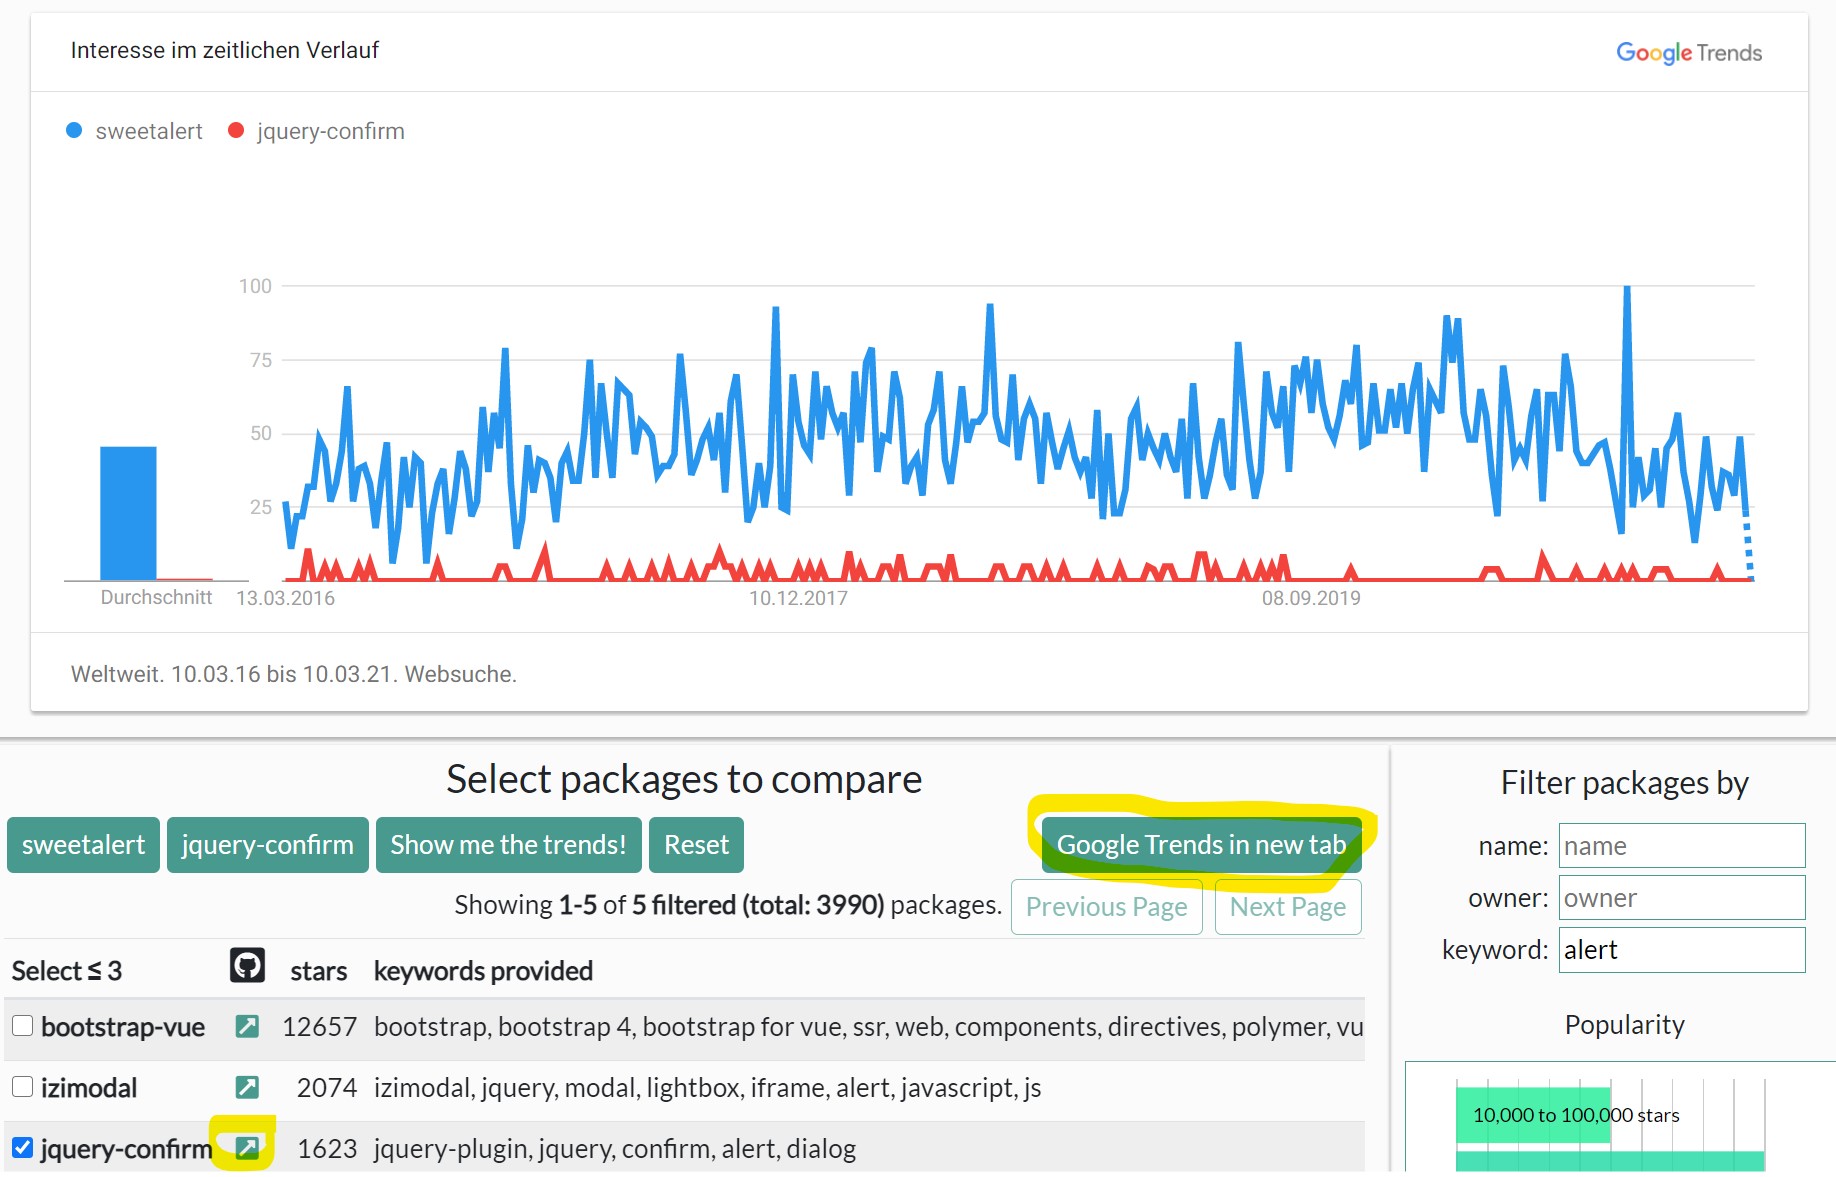 Interesse im zeitlichen Verlauf
Google Trends
sweetalert jquery-confirm
100
75
50
25
Durchschnitt 13.03.2016 10.12.2017 08.09.2019
Weltweit. 10.03.16 bis 10.03.21. Websuche.
Select packages to compare
sweetalert jquery-confirm Show me the trends! Reset Google Trends in new tab
Showing 1-5 of 5 filtered (total: 3990) packages. Previous Page Next Page
Select ≤ 3 stars keywords provided
bootstrap-vue 12657 bootstrap, bootstrap 4, bootstrap for vue, ssr, web, components, directives, polymer, vu
izimodal 2074 izimodal, jquery, modal, lightbox, iframe, alert, javascript, js
jquery-confirm 1623 jquery-plugin, jquery, confirm, alert, dialog
Filter packages by
name: name
owner: owner
keyword: alert
Popularity
10,000 to 100,000 stars